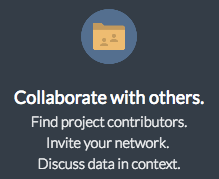 Collaborate with others.
Find project contributors.
Invite your network.
Discuss data in context.